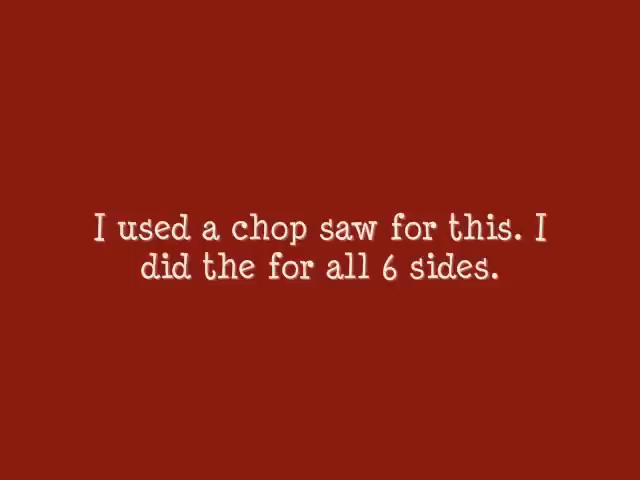 I used a chop saw for this. I
did the for all 6 sides.